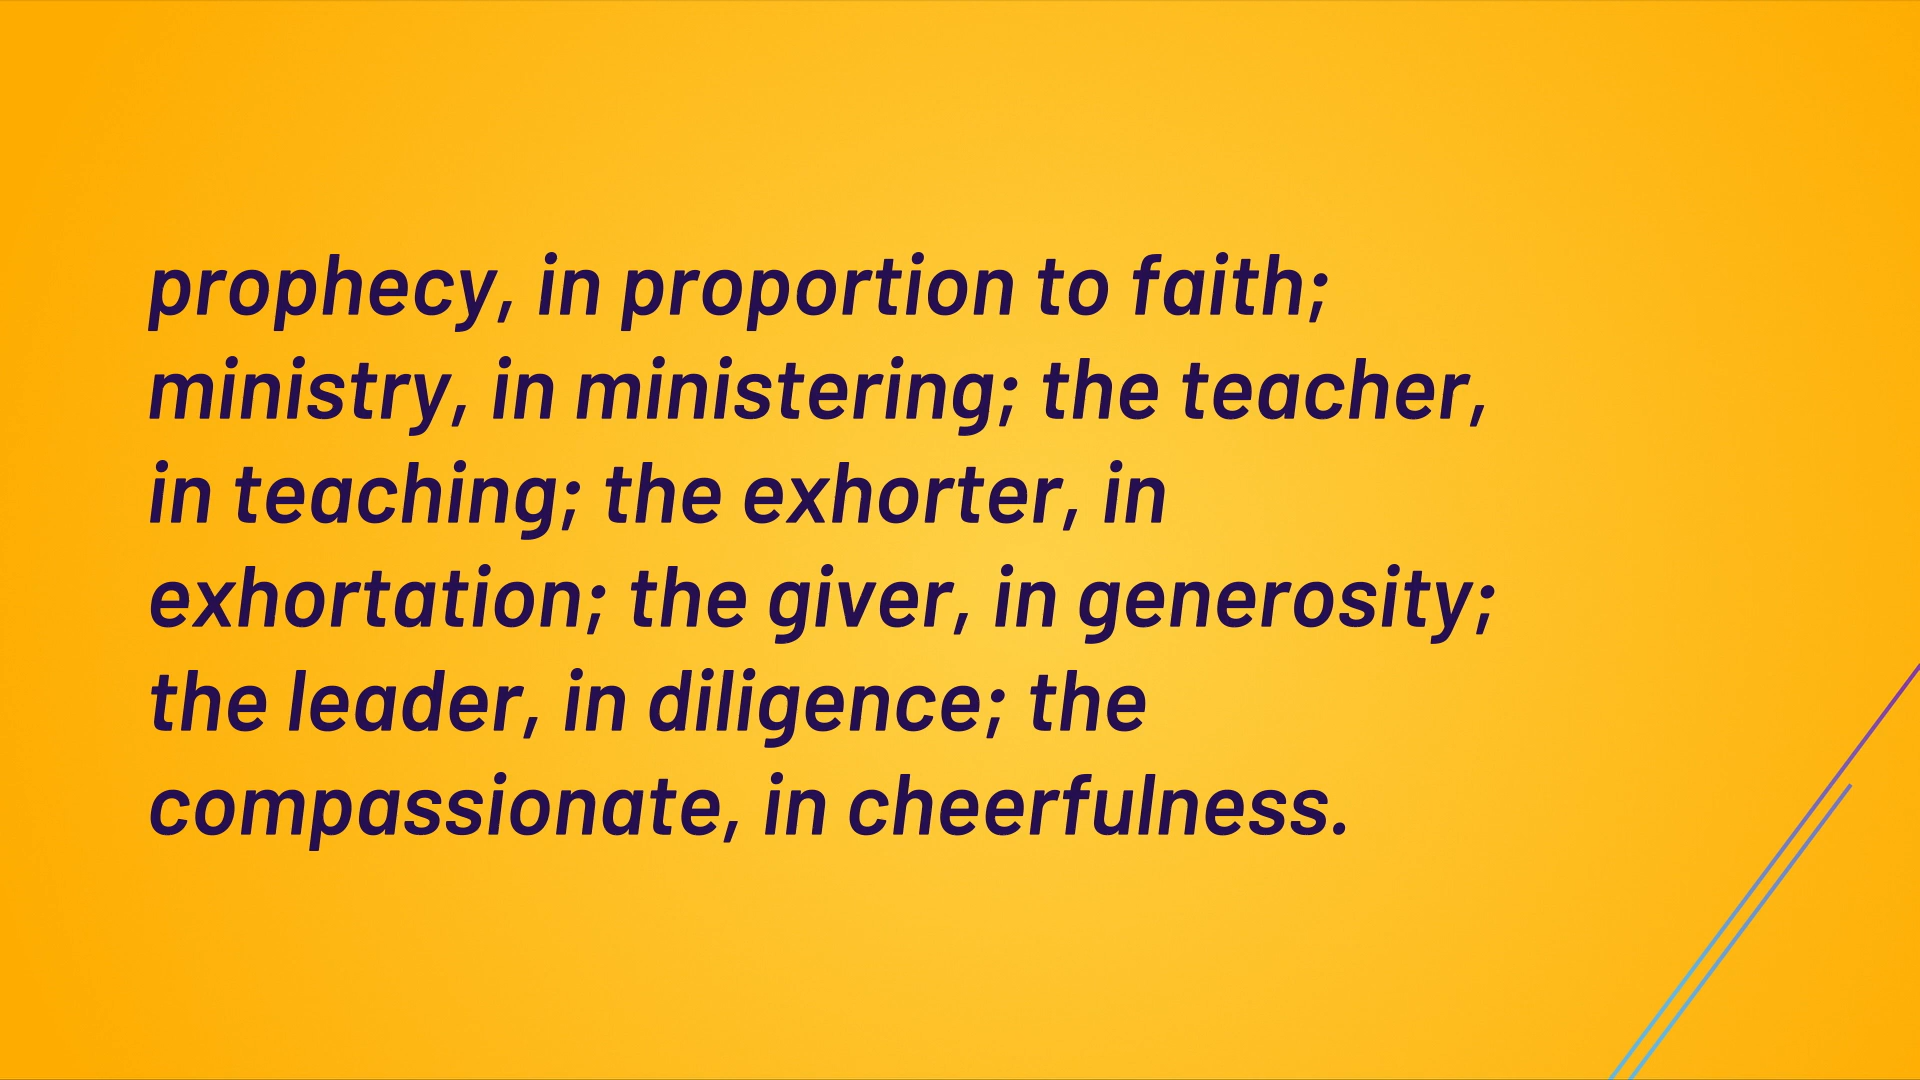 prophecy, in proportion to faith;
ministry, in ministering; the teacher,
in teaching; the exhorter, in
exhortation; the giver, in generosity;
the leader, in diligence; the
compassionate, in cheerfulness.